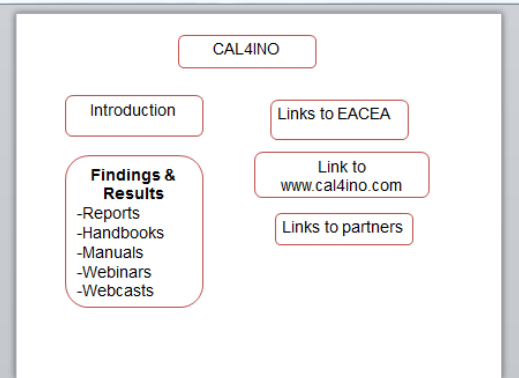 CAL4INO
Introduction
Links to EACEA
Findings &
Results
-Reports
-Handbooks
-Manuals
-Webinars
-Webcasts
Link to
www.cal4ino.com
Links to partners